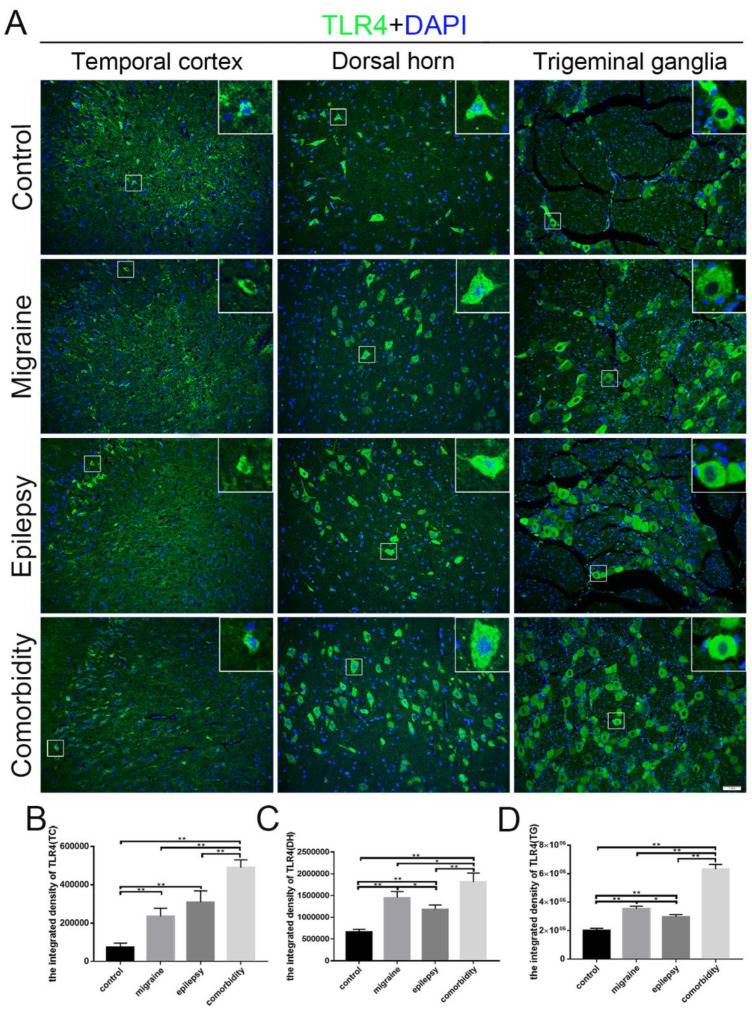 A
TLR4+DAPI
Temporal cortex
Dorsal horn
Trigeminal ganglia
Control
Migraine
Epilepsy
Comorbidity
B
the integrated density of TLR4(TC)
600000
400000
200000
0
**
**
**
**
**
control
migraine
epilepsy
comorbidity
C
the integrated density of TLR4(DH)
2500000
2000000
1500000
1000000
500000
0
**
*
**
**
** *
control
migraine
epilepsy
comorbidity
D
the integrated density of TLR4(TG)
8×10⁰⁶
6×10⁰⁶
4×10⁰⁶
2×10⁰⁶
0
**
**
**
**
** *
control
migraine
epilepsy
comorbidity